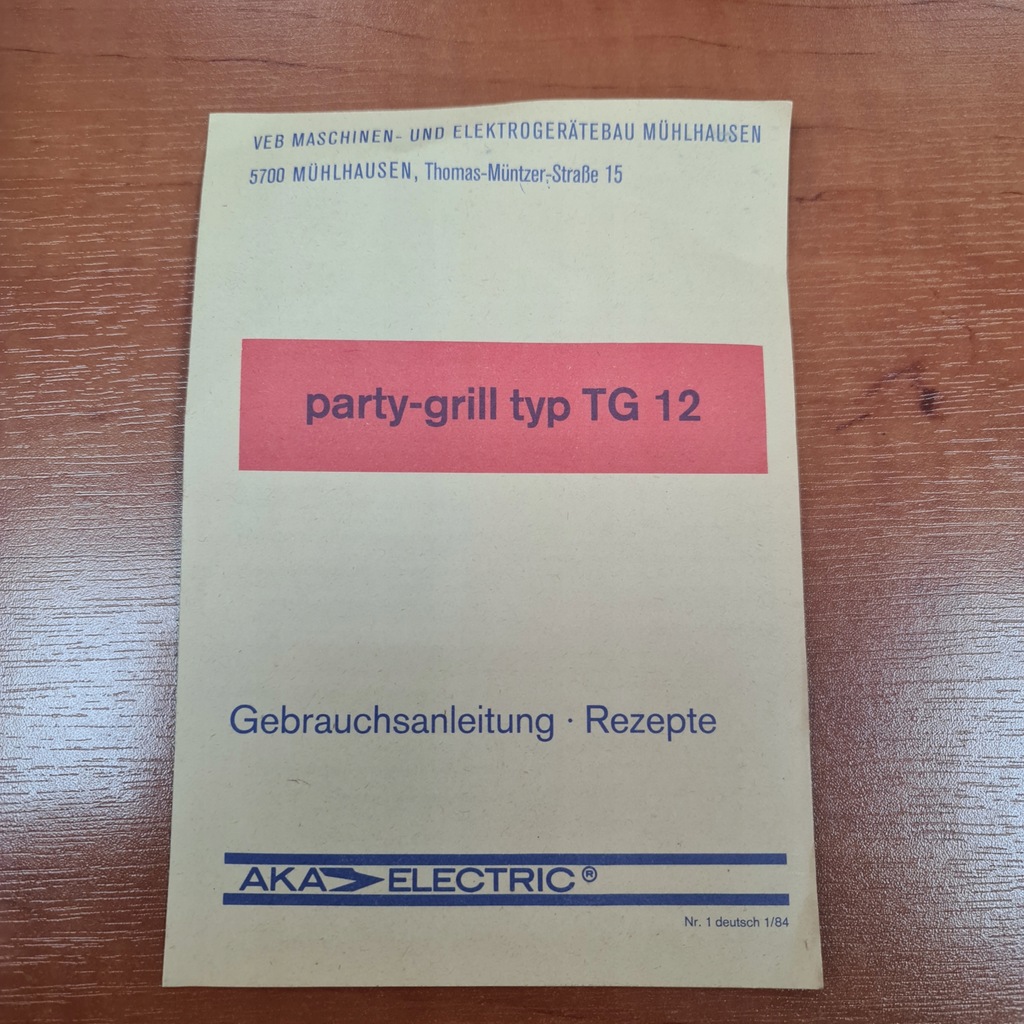 VEB MASCHINEN- UND ELEKTROGERÄTEBAU MÜHLHAUSEN
5700 MÜHLHAUSEN, Thomas-Müntzer-Straße 15
party-grill typ TG 12
Gebrauchsanleitung · Rezepte
AKA ELECTRIC®
Nr. 1 deutsch 1/84